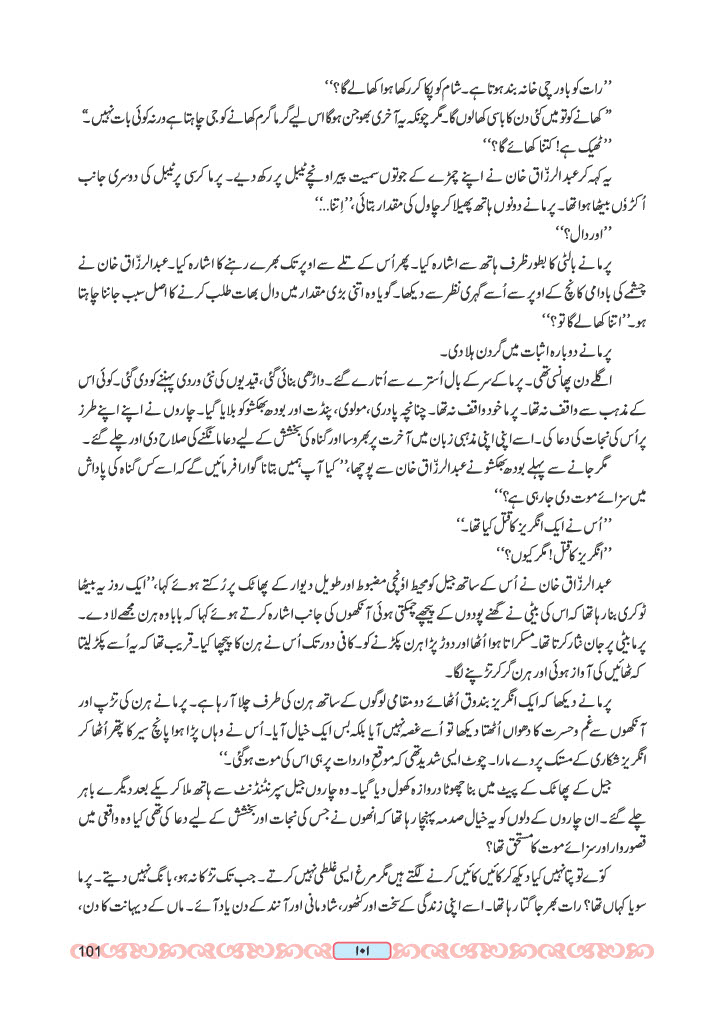 ’’رات کو باورچی خانہ بند ہوتا ہے۔ شام کو پکا کر رکھا ہوا کھالے گا؟‘‘
’’کھانے کو تو میں کئی دن کا باسی کھالوں گا۔ مگر چونکہ یہ آخری بھوجن ہوگا اس لیے گرما گرم کھانے کو جی چاہتا ہے ورنہ کوئی بات نہیں۔‘‘
’’ٹھیک ہے! کتنا کھائے گا؟‘‘
یہ کہہ کر عبدالرزّاق خان نے اپنے چمڑے کے جوتوں سمیت پیر اونچے ٹیبل پر رکھ دیے۔ پرما کرسی پر ٹیبل کی دوسری جانب
اُکڑوٗں بیٹھا ہوا تھا۔ پرما نے دونوں ہاتھ پھیلا کر چاول کی مقدار بتائی، ’’اِتنا...‘‘
’’اور دال؟‘‘
پرما نے بالٹی کا بطور ظرف ہاتھ سے اشارہ کیا۔ پھر اُس کے تلے سے اوپر تک بھرے رہنے کا اشارہ کیا۔ عبدالرزّاق خان نے
چشمے کی بادامی کانچ کے اوپر سے اُسے گہری نظر سے دیکھا۔ گویا وہ اتنی بڑی مقدار میں دال بھات طلب کرنے کا اصل سبب جاننا چاہتا
ہو۔ ’’اتنا کھالے گا تو؟‘‘
پرما نے دوبارہ اثبات میں گردن ہلا دی۔
اگلے دن پھانسی تھی۔ پرما کے سر کے بال اُسترے سے اُتارے گئے۔ داڑھی بنائی گئی، قیدیوں کی نئی وردی پہننے کو دی گئی۔ کوئی اس
کے مذہب سے واقف نہ تھا۔ پرما خود واقف نہ تھا۔ چنانچہ پادری، مولوی، پنڈت اور بودھ بھکشو کو بلایا گیا۔ چاروں نے اپنے اپنے طرز
پر اُس کی نجات کی دعا کی۔ اسے اپنی اپنی مذہبی زبان میں آخرت پر بھروسا اور گناہ کی بخشش کے لیے دعا مانگنے کی صلاح دی اور چلے گئے۔
مگر جانے سے پہلے بودھ بھکشو نے عبدالرزّاق خان سے پوچھا، ’’کیا آپ ہمیں بتانا گوارا فرمائیں گے کہ اسے کس گناہ کی پاداش
میں سزائے موت دی جارہی ہے؟‘‘
’’اُس نے ایک انگریز کا قتل کیا تھا۔‘‘
’’انگریز کا قتل! مگر کیوں؟‘‘
عبدالرزّاق خان نے اُس کے ساتھ جیل کو محیط اوٗنچی مضبوط اور طویل دیوار کے پھاٹک پر رُکتے ہوئے کہا، ’’ایک روز یہ بیٹھا
ٹوکری بنا رہا تھا کہ اس کی بیٹی نے گھنے پودوں کے پیچھے چمکتی ہوئی آنکھوں کی جانب اشارہ کرتے ہوئے کہا کہ بابا وہ ہرن مجھے لادے۔
پرما بیٹی پر جان نثار کرتا تھا۔ مسکراتا ہوا اُٹھا اور دوڑ پڑا ہرن پکڑنے کو۔ کافی دور تک اُس نے ہرن کا پیچھا کیا۔ قریب تھا کہ یہ اُسے پکڑ لیتا
کہ ٹھائیں کی آواز ہوئی اور ہرن گر کر تڑپنے لگا۔
پرما نے دیکھا کہ ایک انگریز بندوق اُٹھائے دو مقامی لوگوں کے ساتھ ہرن کی طرف چلا آرہا ہے۔ پرما نے ہرن کی تڑپ اور
آنکھوں سے غم و حسرت کا دھواں اُٹھتا دیکھا تو اُسے غصہ نہیں آیا بلکہ بس ایک خیال آیا۔ اُس نے وہاں پڑا ہوا پانچ سیر کا پتھر اُٹھا کر
انگریز شکاری کے مستک پر دے مارا۔ چوٹ ایسی شدید تھی کہ موقعِ واردات پر ہی اس کی موت ہوگئی۔‘‘
جیل کے پھاٹک کے پیٹ میں بنا چھوٹا دروازہ کھول دیا گیا۔ وہ چاروں جیل سپرنٹنڈنٹ سے ہاتھ ملا کر یکے بعد دیگرے باہر
چلے گئے۔ ان چاروں کے دلوں کو یہ خیال صدمہ پہنچا رہا تھا کہ انھوں نے جس کی نجات اور بخشش کے لیے دعا کی تھی کیا وہ واقعی میں
قصوروار اور سزائے موت کا مستحق تھا؟
کوّے تو پتا نہیں کیا دیکھ کر کائیں کائیں کرنے لگتے ہیں مگر مرغ ایسی غلطی نہیں کرتے۔ جب تک تڑکا نہ ہو، بانگ نہیں دیتے۔ پرما
سویا کہاں تھا؟ رات بھر جاگتا رہا تھا۔ اسے اپنی زندگی کے سخت اور کٹھور، شادمانی اور آنند کے دن یاد آئے۔ ماں کے دیہانت کا دن،
101
۱۰۱